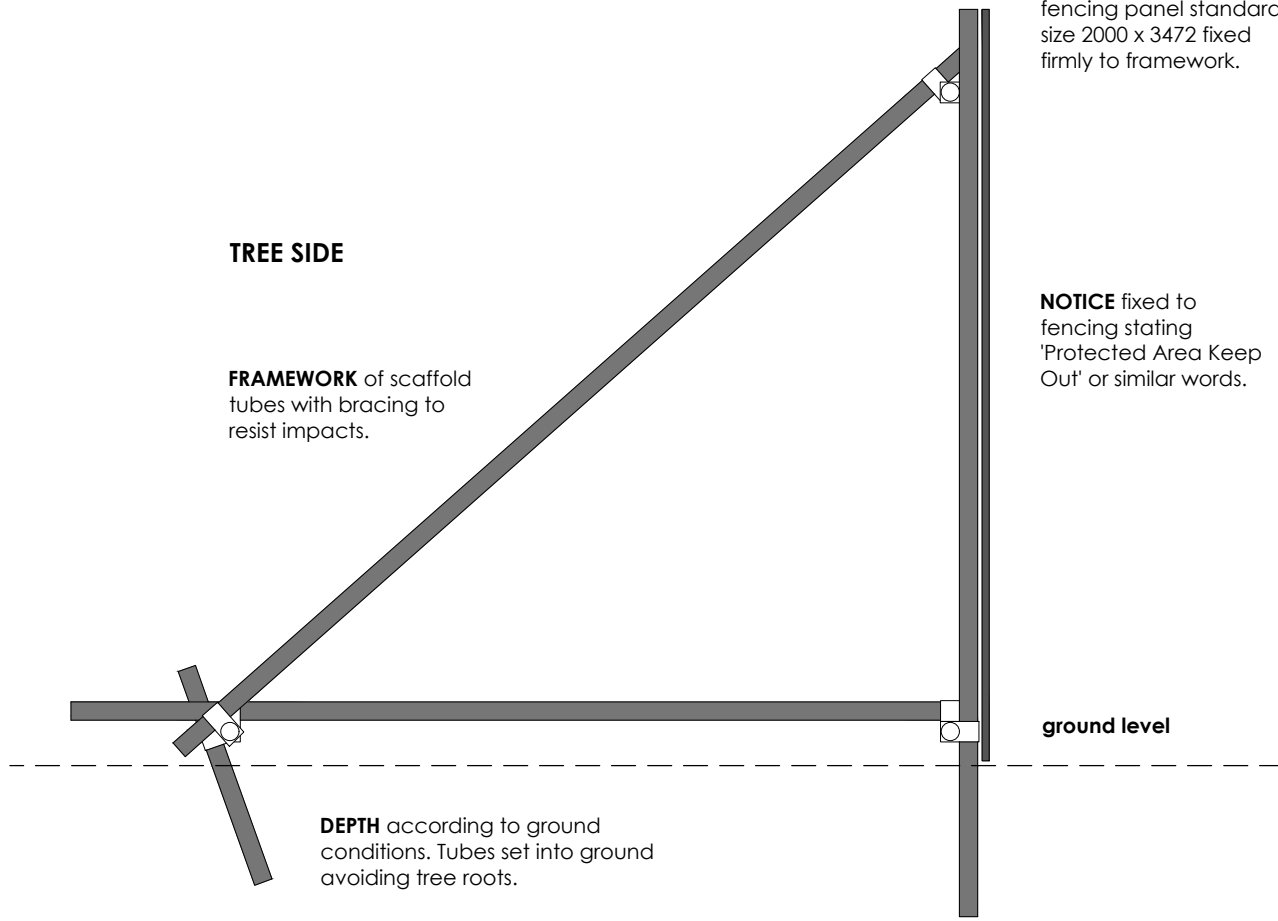 fencing panel standard
size 2000 x 3472 fixed
firmly to framework.
TREE SIDE
NOTICE fixed to
fencing stating
'Protected Area Keep
Out' or similar words.
FRAMEWORK of scaffold
tubes with bracing to
resist impacts.
ground level
DEPTH according to ground
conditions. Tubes set into ground
avoiding tree roots.